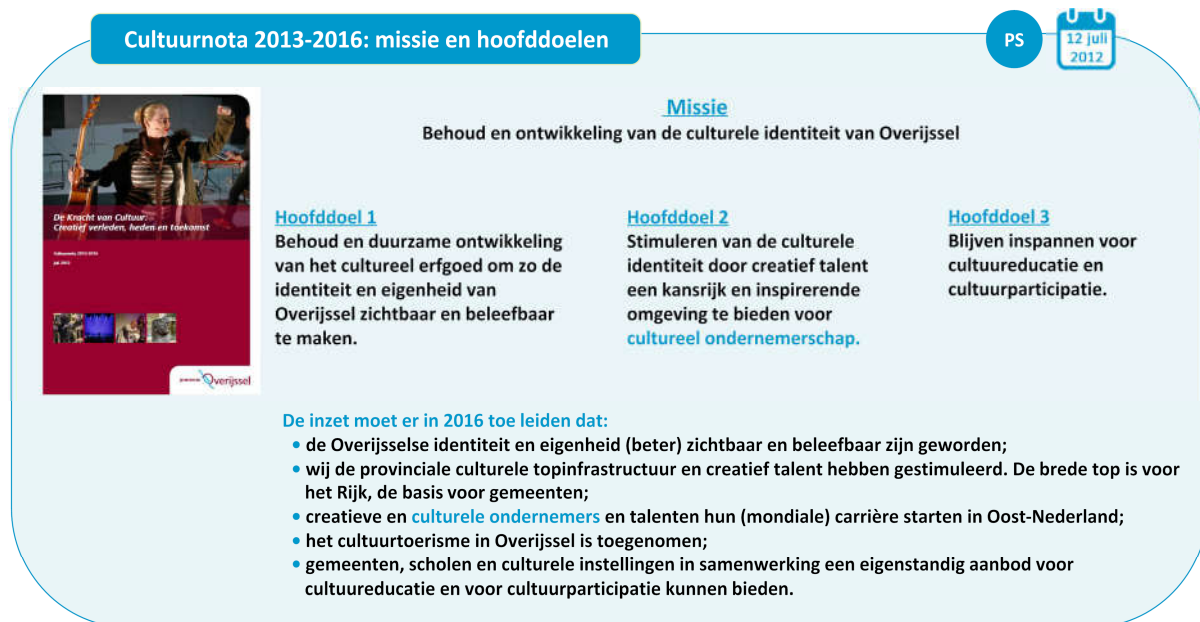 Cultuurnota 2013-2016: missie en hoofddoelen
PS
12 juli
2012
Missie
Behoud en ontwikkeling van de culturele identiteit van Overijssel
De Kracht van Cultuur:
Creatief verleden, heden en toekomst
Cultuurnota 2013-2016
juli 2012
provincie Overijssel
Hoofddoel 1
Behoud en duurzame ontwikkeling
van het cultureel erfgoed om zo de
identiteit en eigenheid van
Overijssel zichtbaar en beleefbaar
te maken.
Hoofddoel 2
Stimuleren van de culturele
identiteit door creatief talent
een kansrijk en inspirerende
omgeving te bieden voor
cultureel ondernemerschap.
Hoofddoel 3
Blijven inspannen voor
cultuureducatie en
cultuurparticipatie.
De inzet moet er in 2016 toe leiden dat:
• de Overijsselse identiteit en eigenheid (beter) zichtbaar en beleefbaar zijn geworden;
• wij de provinciale culturele topinfrastructuur en creatief talent hebben gestimuleerd. De brede top is voor
het Rijk, de basis voor gemeenten;
• creatieve en culturele ondernemers en talenten hun (mondiale) carrière starten in Oost-Nederland;
• het cultuurtoerisme in Overijssel is toegenomen;
• gemeenten, scholen en culturele instellingen in samenwerking een eigenstandig aanbod voor
cultuureducatie en voor cultuurparticipatie kunnen bieden.